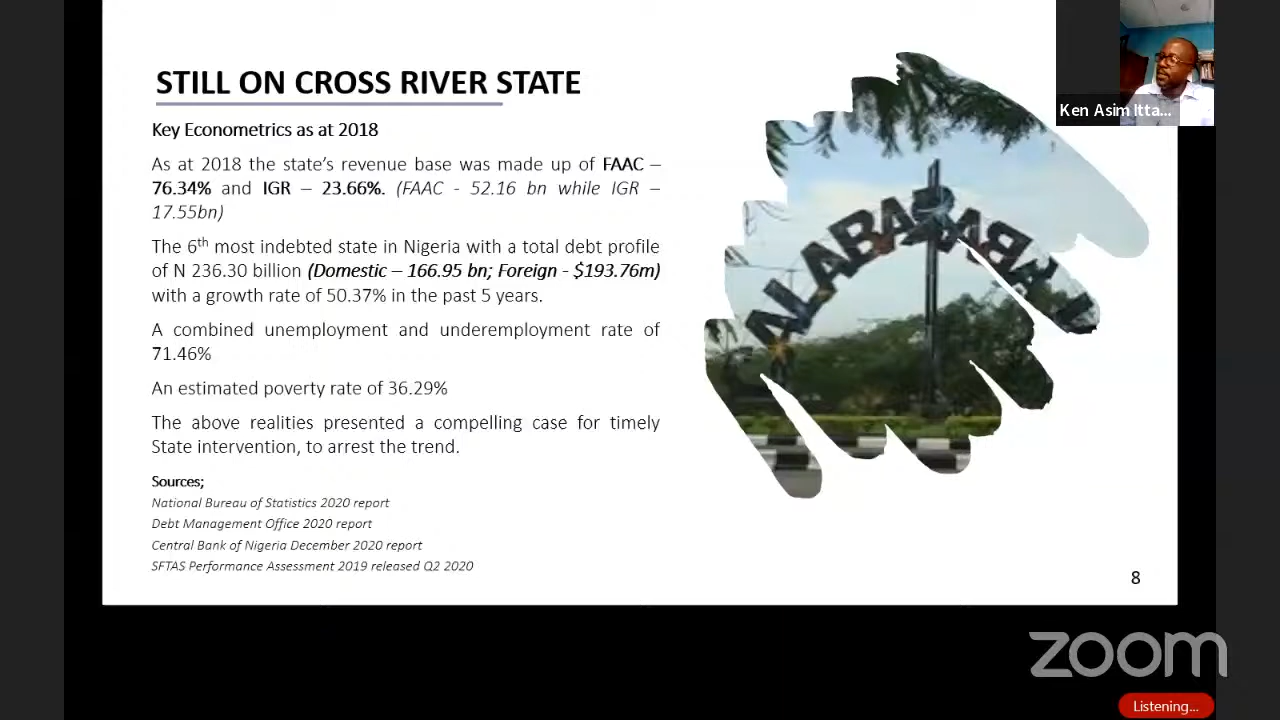 STILL ON CROSS RIVER STATE
Key Econometrics as at 2018
As at 2018 the state's revenue base was made up of FAAC –
76.34% and IGR – 23.66%. (FAAC - 52.16 bn while IGR –
17.55bn)
The 6th most indebted state in Nigeria with a total debt profile
of N 236.30 billion (Domestic – 166.95 bn; Foreign - $193.76m)
with a growth rate of 50.37% in the past 5 years.
A combined unemployment and underemployment rate of
71.46%
An estimated poverty rate of 36.29%
The above realities presented a compelling case for timely
State intervention, to arrest the trend.
Sources;
National Bureau of Statistics 2020 report
Debt Management Office 2020 report
Central Bank of Nigeria December 2020 report
SFTAS Performance Assessment 2019 released Q2 2020
Ken Asim Itta...
8
zoom
Listening...